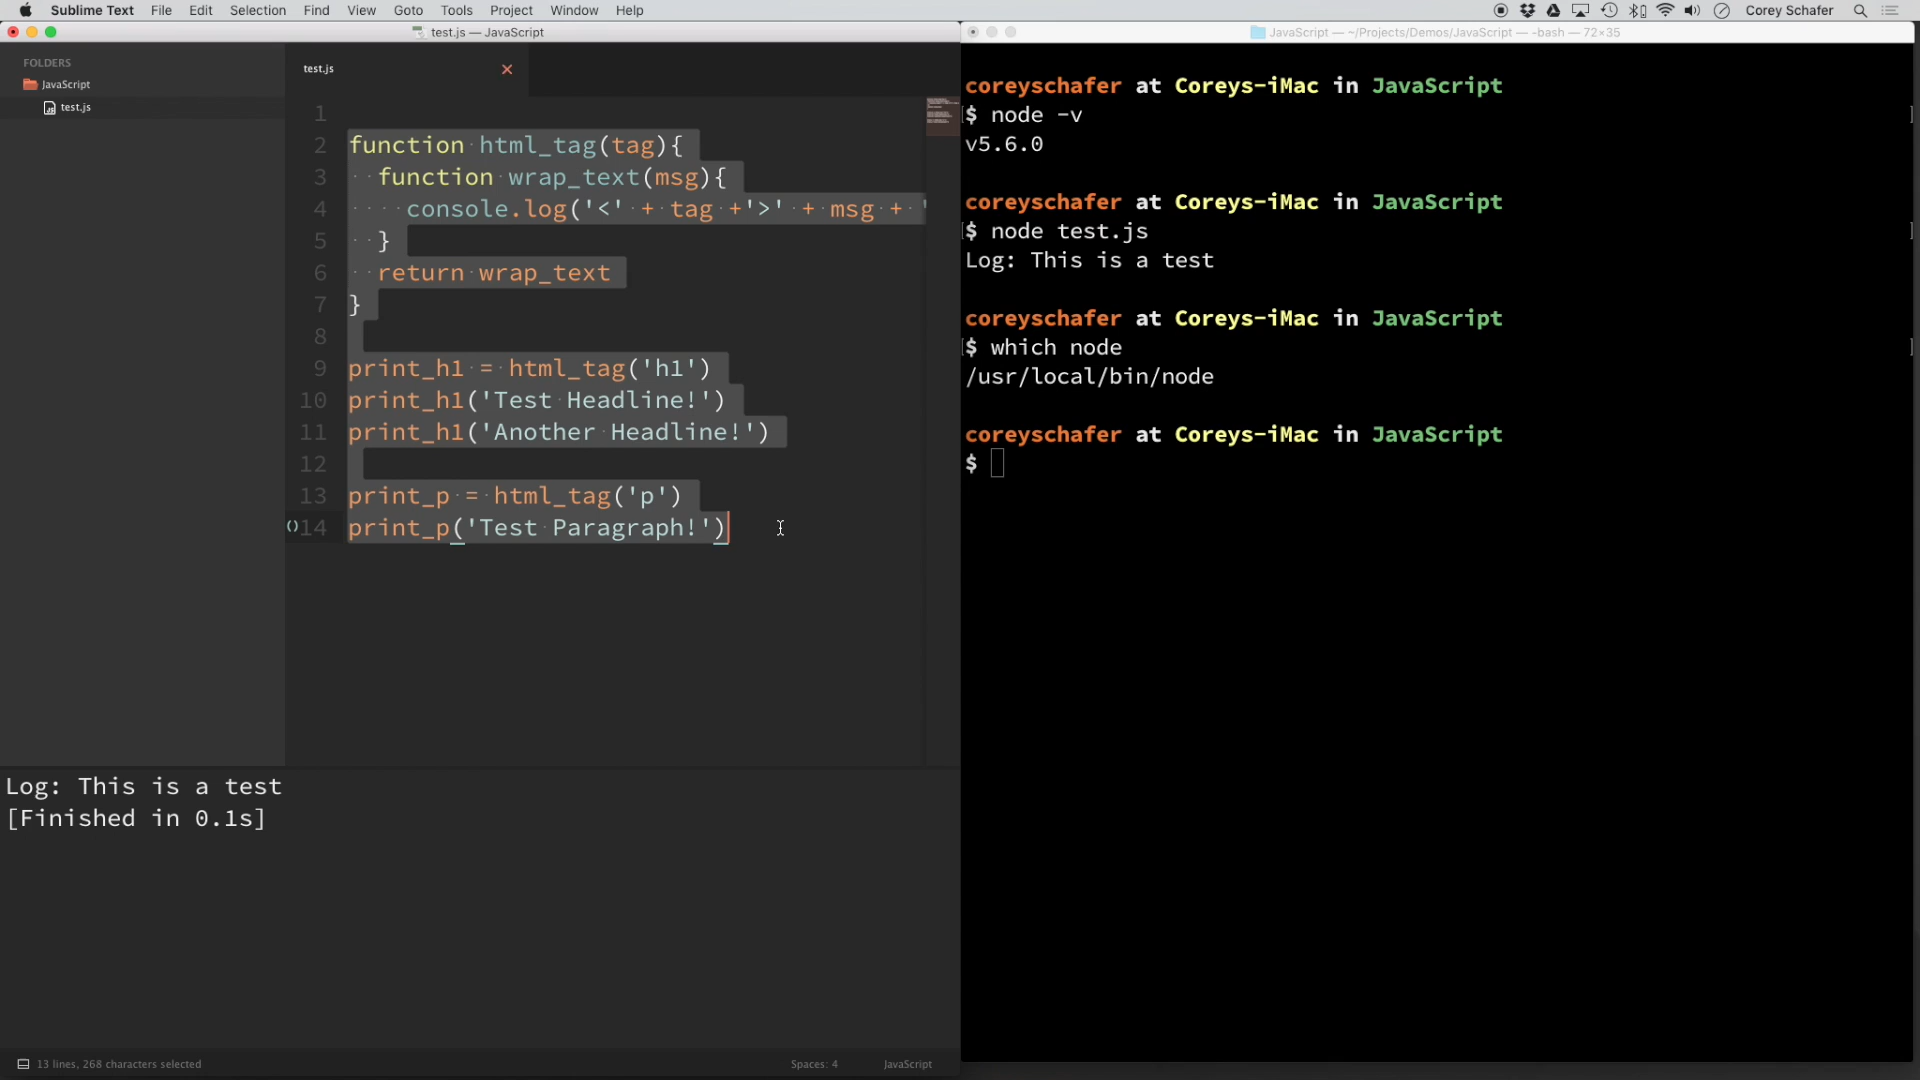 Sublime Text File Edit Selection Find View Goto Tools Project Window Help Corey Schafer
test.js — JavaScript
JavaScript — ~/Projects/Demos/JavaScript — -bash — 72×35
FOLDERS
JavaScript
test.js
test.js
1
2 function html_tag(tag){
3 function wrap_text(msg){
4 console.log('<' + tag +'>' + msg + '
5 }
6 return wrap_text
7 }
8
9 print_h1 = html_tag('h1')
10 print_h1('Test Headline!')
11 print_h1('Another Headline!')
12
13 print_p = html_tag('p')
14 print_p('Test Paragraph!')
Log: This is a test
[Finished in 0.1s]
13 lines, 268 characters selected
Spaces: 4 JavaScript
coreyschafer at Coreys-iMac in JavaScript
$ node -v
v5.6.0
coreyschafer at Coreys-iMac in JavaScript
$ node test.js
Log: This is a test
coreyschafer at Coreys-iMac in JavaScript
$ which node
/usr/local/bin/node
coreyschafer at Coreys-iMac in JavaScript
$